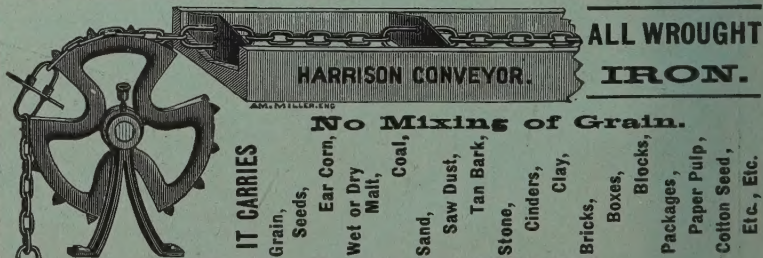 ALL WROUGHT
IRON.
HARRISON CONVEYOR.
AM. MILLER. ENG
No Mixing of Grain.
IT CARRIES
Grain,
Seeds,
Ear Corn,
Wet or Dry
Malt,
Coal,
Sand,
Saw Dust,
Tan Bark,
Stone,
Cinders,
Clay,
Bricks,
Boxes,
Blocks,
Packages,
Paper Pulp,
Cotton Seed,
Etc., Etc.